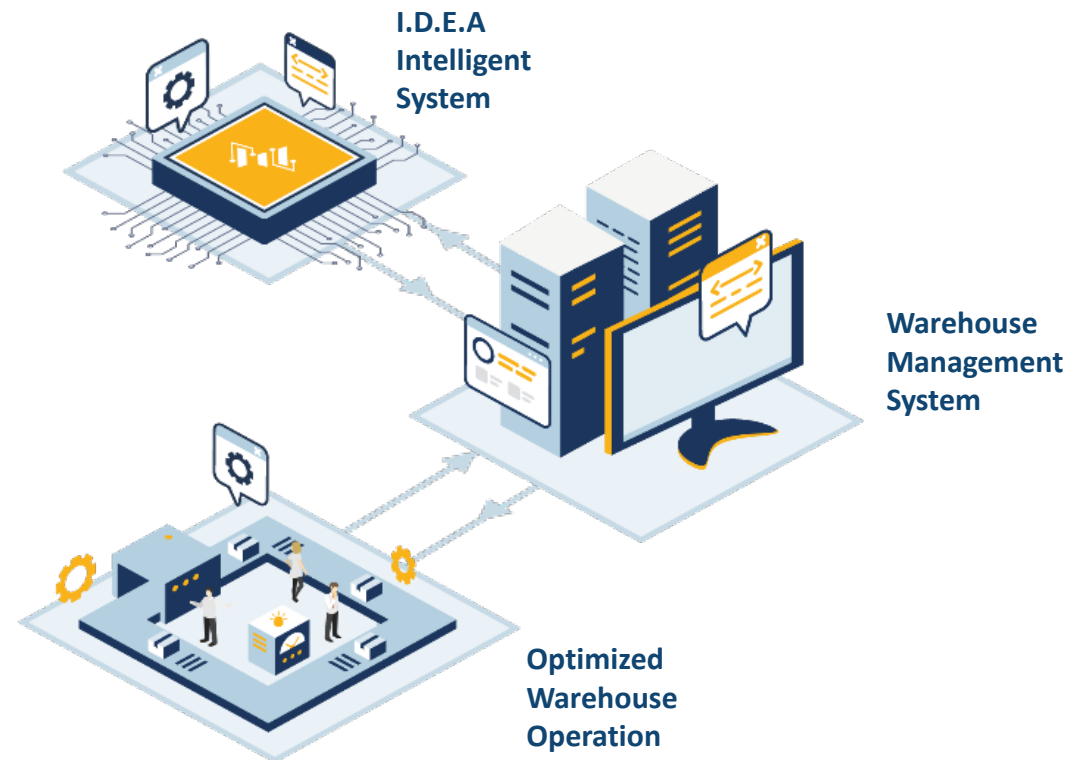 I.D.E.A
Intelligent
System
Warehouse
Management
System
Optimized
Warehouse
Operation